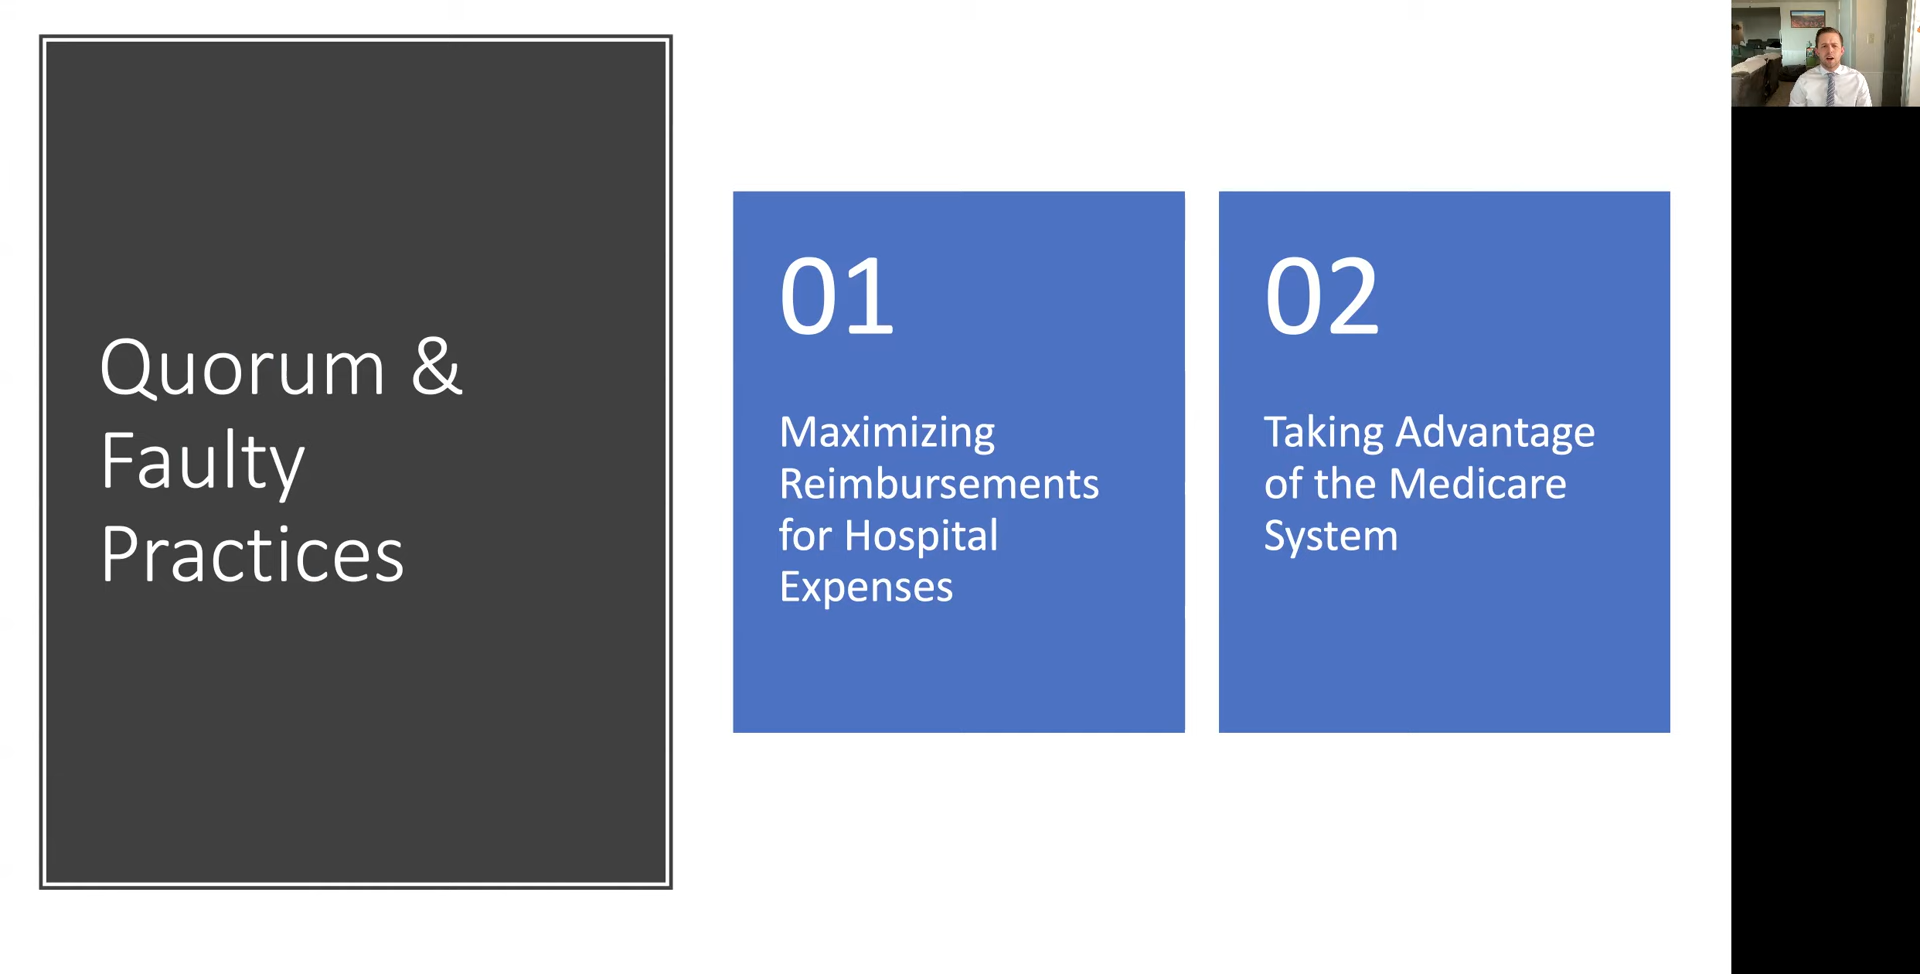 Quorum &
Faulty
Practices
01
Maximizing
Reimbursements
for Hospital
Expenses
02
Taking Advantage
of the Medicare
System